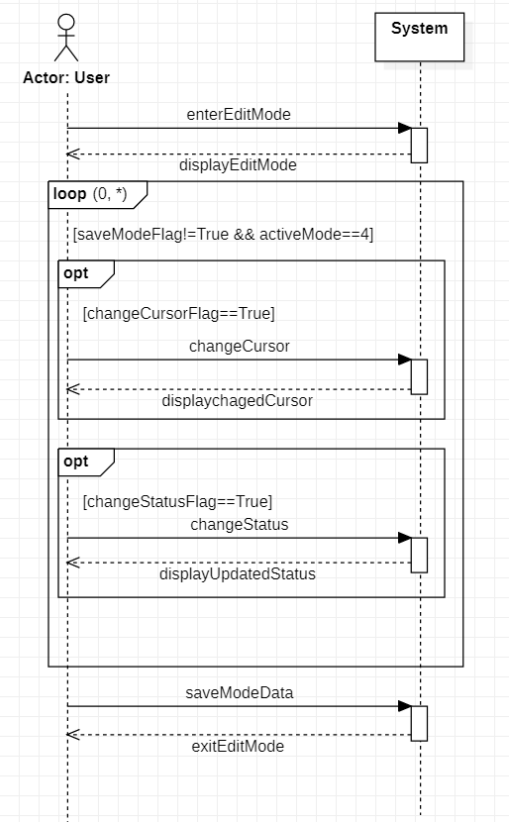 System
Actor: User
enterEditMode
displayEditMode
loop (0, *)
[saveModeFlag!=True && activeMode==4]
opt
[changeCursorFlag==True]
changeCursor
displaychagedCursor
opt
[changeStatusFlag==True]
changeStatus
displayUpdatedStatus
saveModeData
exitEditMode